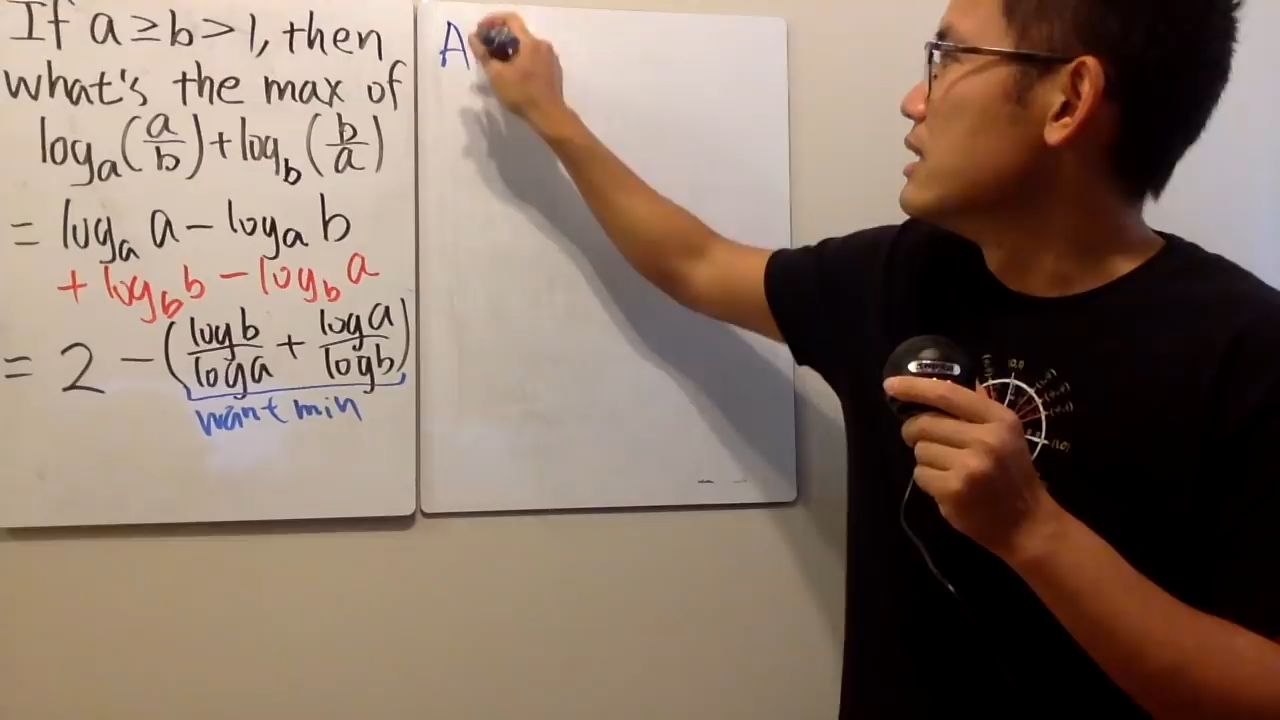 If a ≥ b > 1, then
what's the max of
log_a(a/b) + log_b(b/a)
= log_a a - log_a b
+ log_b b - log_b a
= 2 - (log b/log a + log a/log b)
want min
A